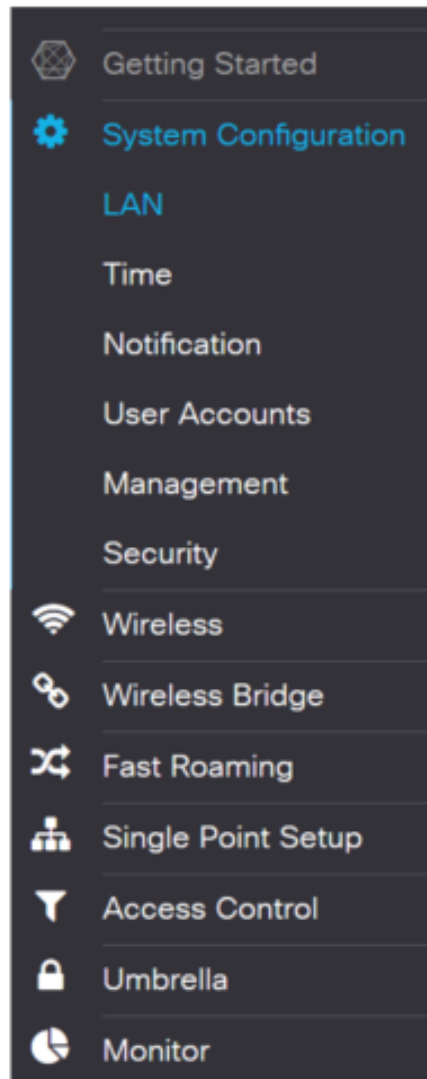 Getting Started
System Configuration
LAN
Time
Notification
User Accounts
Management
Security
Wireless
Wireless Bridge
Fast Roaming
Single Point Setup
Access Control
Umbrella
Monitor